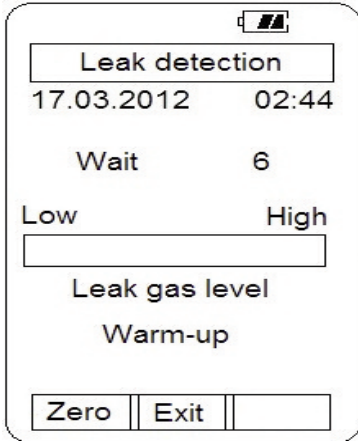 Leak detection
17.03.2012 02:44
Wait 6
Low High
Leak gas level
Warm-up
Zero Exit